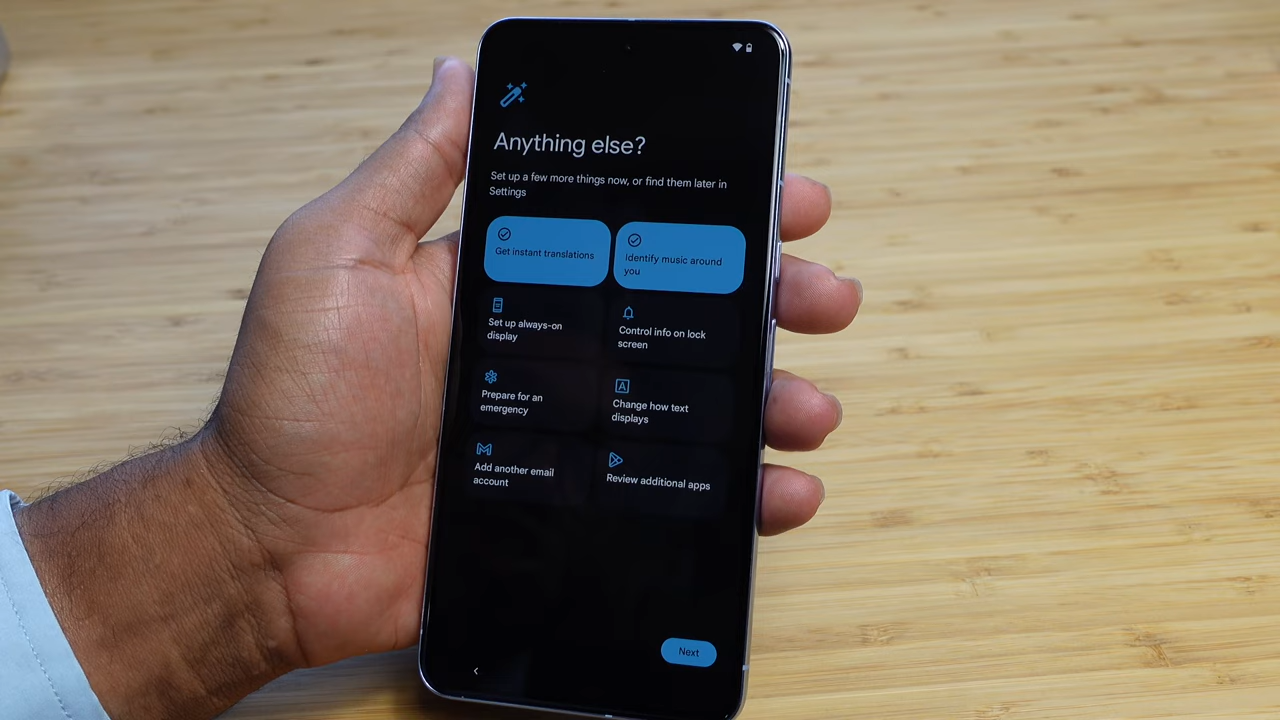 Anything else?
Set up a few more things now, or find them later in
Settings
Get instant translations
Identify music around
you
Set up always-on
display
Control info on lock
screen
Prepare for an
emergency
Change how text
displays
Add another email
account
Review additional apps
Next